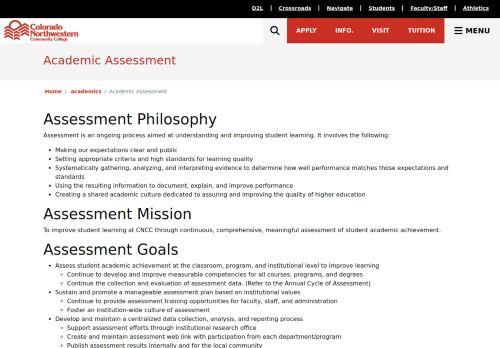 D2L | Crossroads | Navigate | Students | Faculty/Staff | Athletics
Colorado
Northwestern
Community College
APPLY INFO. VISIT TUITION MENU
Academic Assessment
Home / academics / Academic Assessment
Assessment Philosophy
Assessment is an ongoing process aimed at understanding and improving student learning. It involves the following:
• Making our expectations clear and public
• Setting appropriate criteria and high standards for learning quality
• Systematically gathering, analyzing, and interpreting evidence to determine how well performance matches those expectations and
standards
• Using the resulting information to document, explain, and improve performance
• Creating a shared academic culture dedicated to assuring and improving the quality of higher education
Assessment Mission
To improve student learning at CNCC through continuous, comprehensive, meaningful assessment of student academic achievement.
Assessment Goals
• Assess student academic achievement at the classroom, program, and institutional level to improve learning
◦ Continue to develop and improve measurable competencies for all courses, programs, and degrees
◦ Continue the collection and evaluation of assessment data. (Refer to the Annual Cycle of Assessment)
• Sustain and promote a manageable assessment plan based on institutional values
◦ Continue to provide assessment training opportunities for faculty, staff, and administration
◦ Foster an institution-wide culture of assessment
• Develop and maintain a centralized data collection, analysis, and reporting process
◦ Support assessment efforts through institutional research office
◦ Create and maintain assessment web link with participation from each department/program
◦ Publish assessment results internally and for the local community